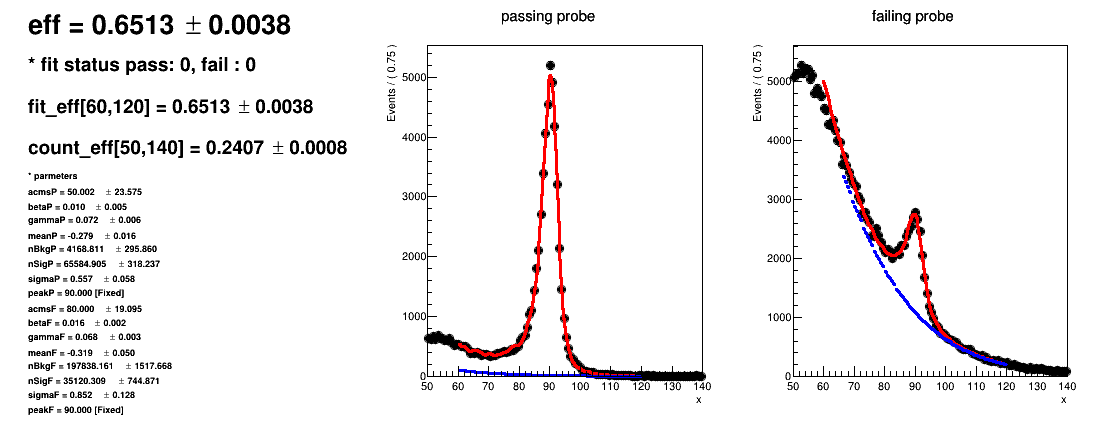 eff = 0.6513 ± 0.0038
* fit status pass: 0, fail : 0
fit_eff[60,120] = 0.6513 ± 0.0038
count_eff[50,140] = 0.2407 ± 0.0008
* parmeters
acmsP = 50.002 ± 23.575
betaP = 0.010 ± 0.005
gammaP = 0.072 ± 0.006
meanP = -0.279 ± 0.016
nBkgP = 4168.811 ± 295.860
nSigP = 65584.905 ± 318.237
sigmaP = 0.557 ± 0.058
peakP = 90.000 [Fixed]
acmsF = 80.000 ± 19.095
betaF = 0.016 ± 0.002
gammaF = 0.068 ± 0.003
meanF = -0.319 ± 0.050
nBkgF = 197838.161 ± 1517.668
nSigF = 35120.309 ± 744.871
sigmaF = 0.852 ± 0.128
peakF = 90.000 [Fixed]
passing probe
Events / ( 0.75 )
5000
4000
3000
2000
1000
0
50 60 70 80 90 100 110 120 130 140
x
failing probe
Events / ( 0.75 )
5000
4000
3000
2000
1000
0
50 60 70 80 90 100 110 120 130 140
x